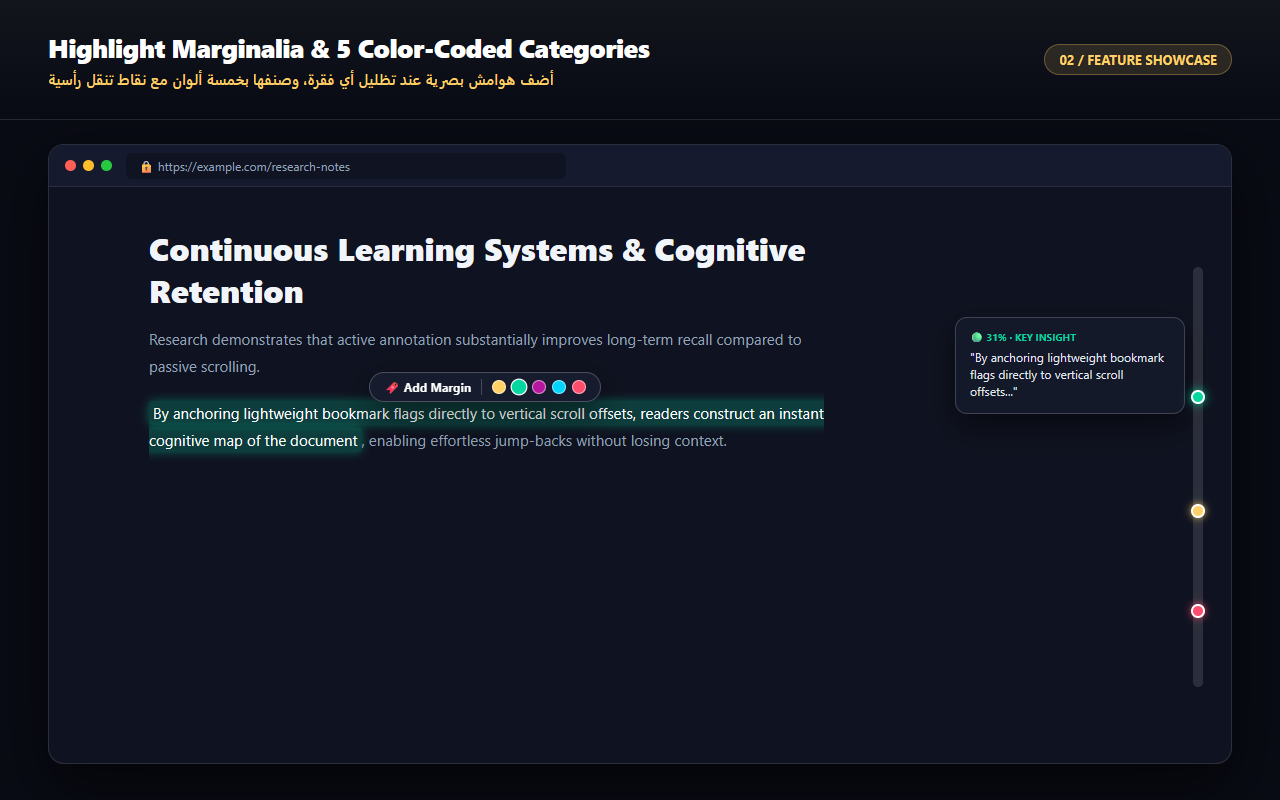 Highlight Marginalia & 5 Color-Coded Categories
أضف هوامش بصرية عند تظليل أي فقرة، وصنفها بخمسة ألوان مع نقاط تنقل رأسية
02 / FEATURE SHOWCASE
https://example.com/research-notes
Continuous Learning Systems & Cognitive
Retention
Research demonstrates that active annotation substantially improves long-term recall compared to
passive scrolling.
Add Margin
By anchoring lightweight bookmark flags directly to vertical scroll offsets, readers construct an instant
cognitive map of the document , enabling effortless jump-backs without losing context.
31% · KEY INSIGHT
"By anchoring lightweight bookmark
flags directly to vertical scroll
offsets..."